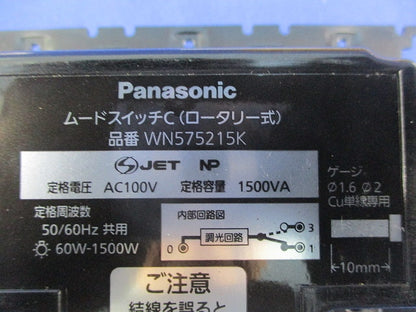 Panasonic
ムードスイッチC(ロータリー式)
品番 WN575215K
JET NP
定格電圧 AC100V 定格容量 1500VA
定格周波数
50/60Hz 共用
60W-1500W
内部回路図
0 調光回路 3
1
ゲージ
Ø1.6 Ø2
Cu単線専用
10mm
ご注意
結線を誤ると